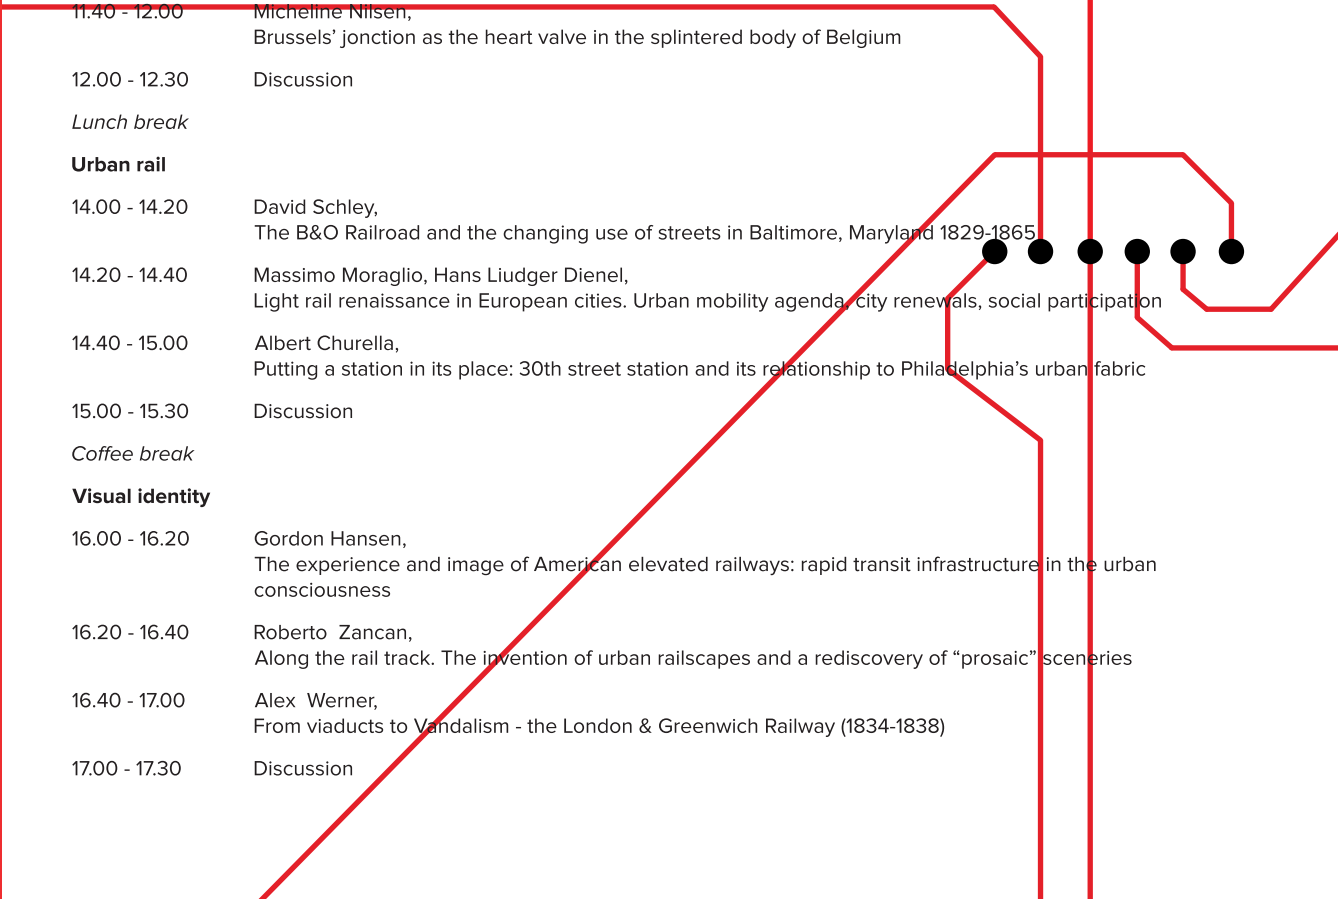 11.40 - 12.00 Micheline Nilsen,
Brussels’ jonction as the heart valve in the splintered body of Belgium
12.00 - 12.30 Discussion
Lunch break
Urban rail
14.00 - 14.20 David Schley,
The B&O Railroad and the changing use of streets in Baltimore, Maryland 1829-1865
14.20 - 14.40 Massimo Moraglio, Hans Liudger Dienel,
Light rail renaissance in European cities. Urban mobility agenda, city renewals, social participation
14.40 - 15.00 Albert Churella,
Putting a station in its place: 30th street station and its relationship to Philadelphia’s urban fabric
15.00 - 15.30 Discussion
Coffee break
Visual identity
16.00 - 16.20 Gordon Hansen,
The experience and image of American elevated railways: rapid transit infrastructure in the urban
consciousness
16.20 - 16.40 Roberto Zancan,
Along the rail track. The invention of urban railscapes and a rediscovery of “prosaic” sceneries
16.40 - 17.00 Alex Werner,
From viaducts to Vandalism - the London & Greenwich Railway (1834-1838)
17.00 - 17.30 Discussion